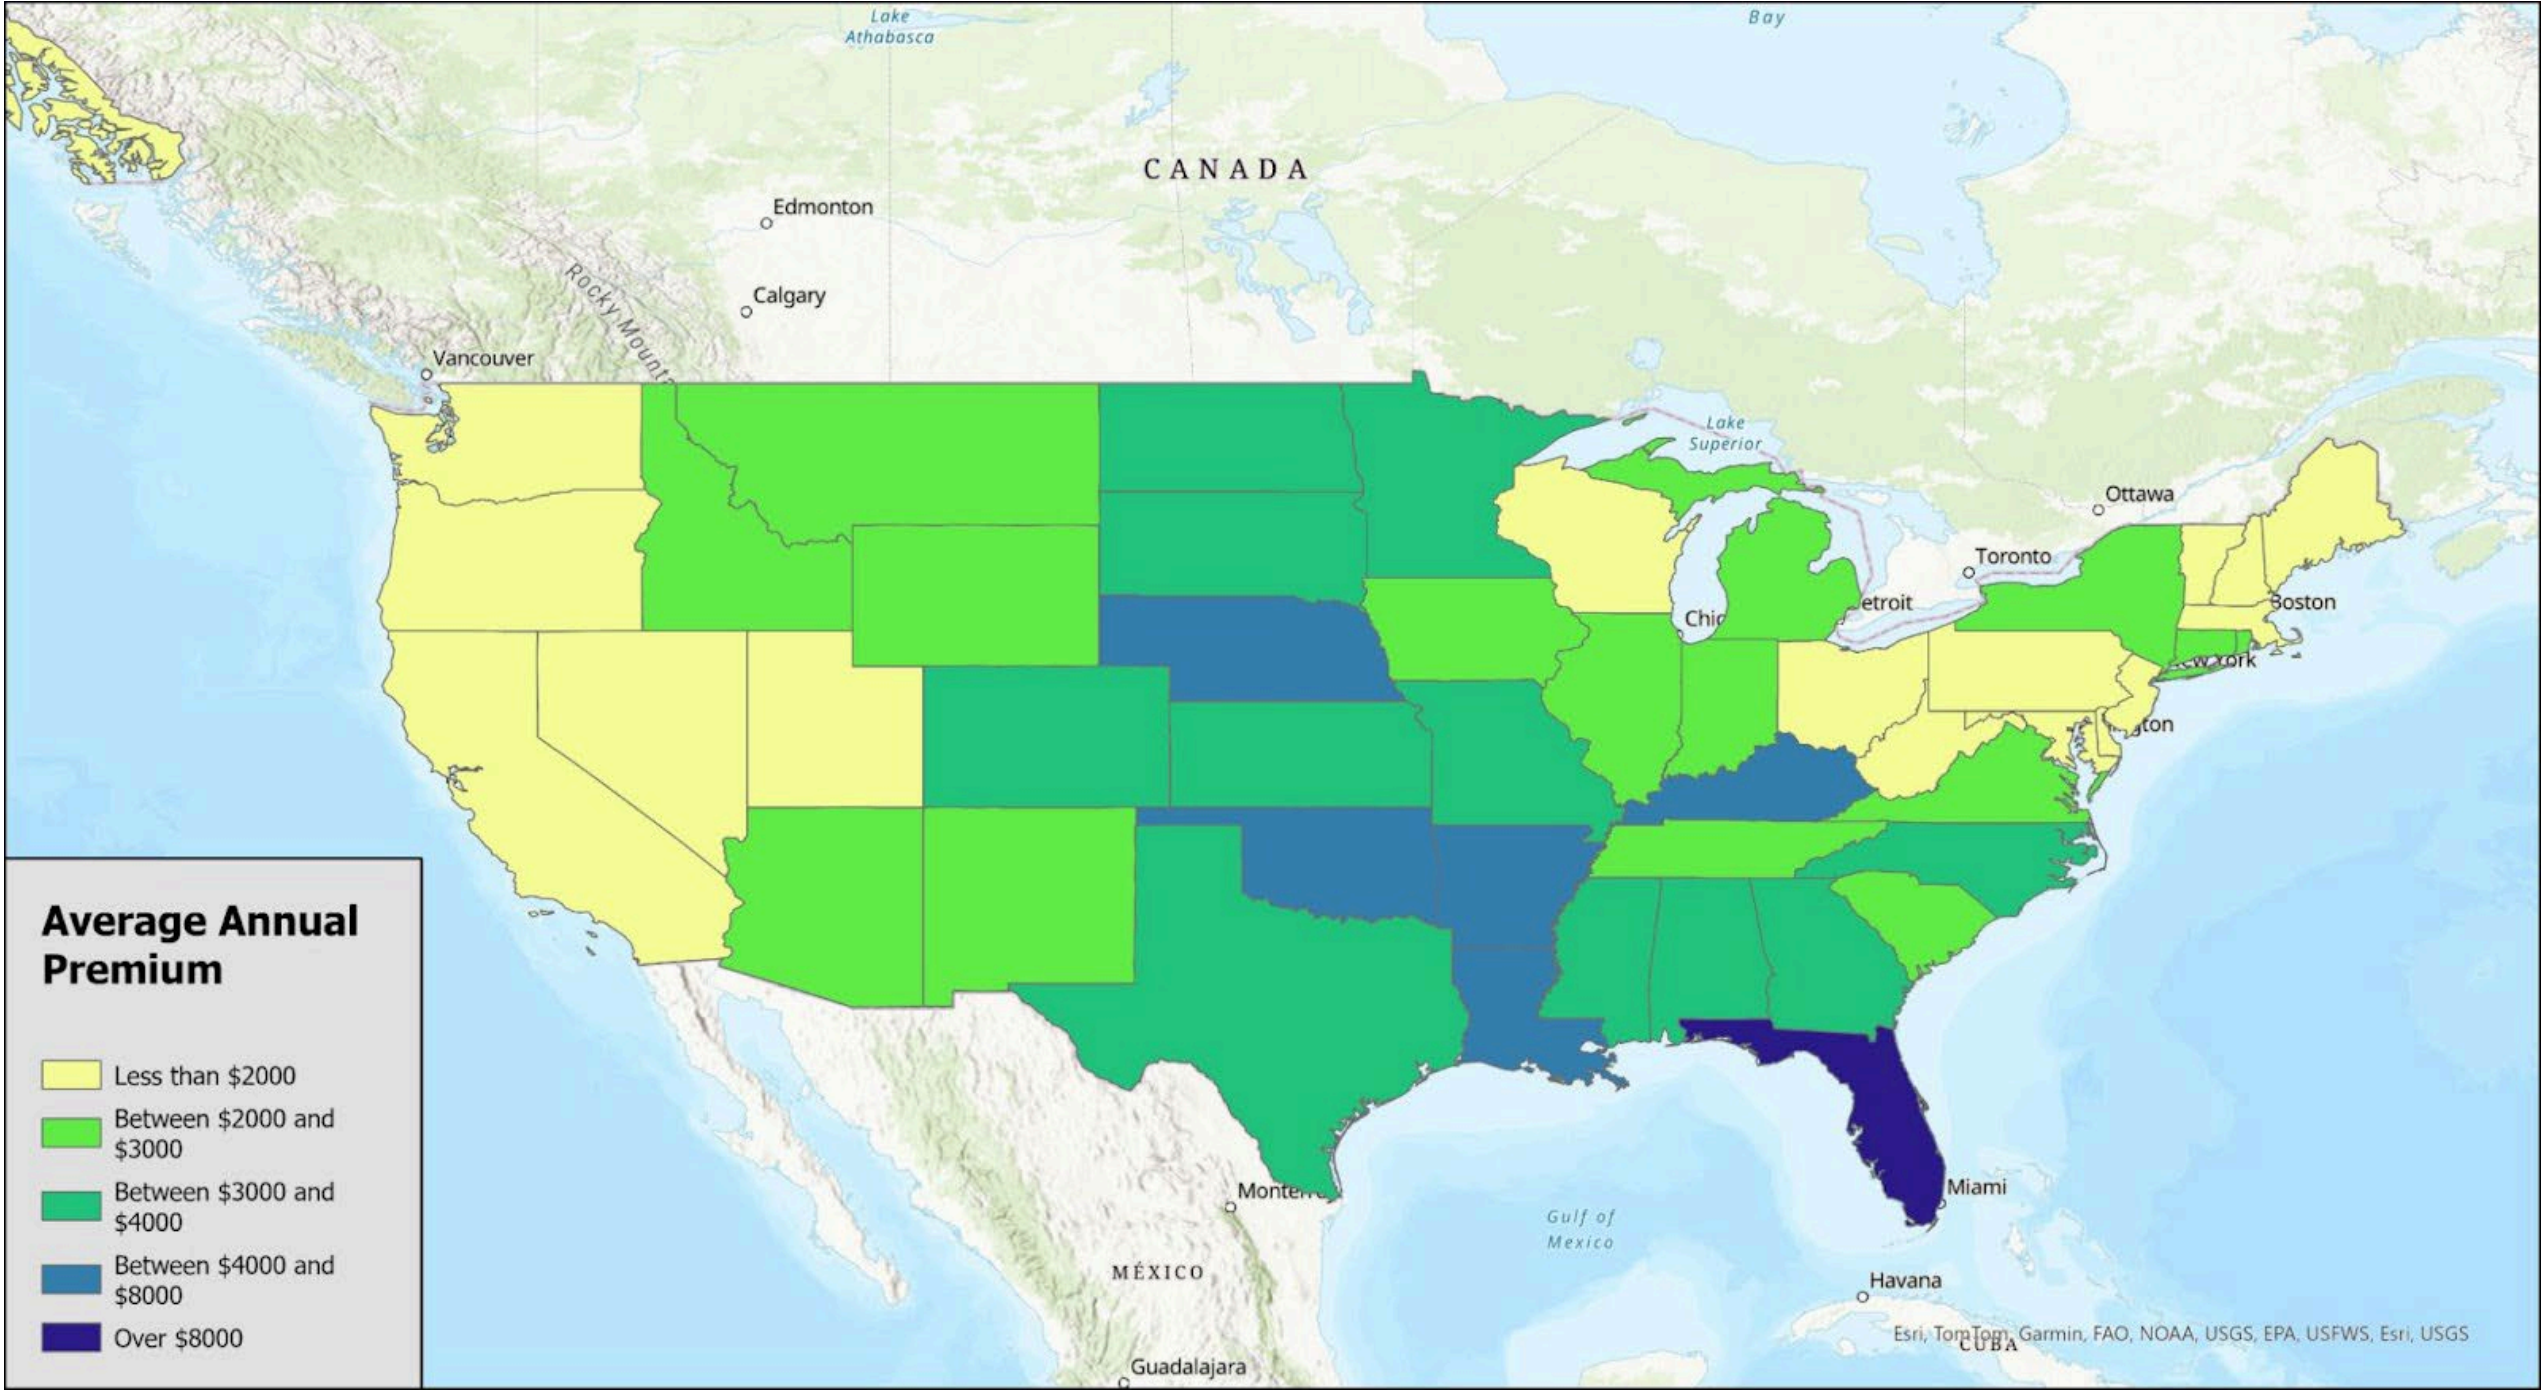 Lake
Athabasca
Bay
CANADA
Edmonton
Rocky Mounta
Calgary
Vancouver
Lake
Superior
Ottawa
Toronto
etroit
Boston
Chic
ew York
gton
Average Annual
Premium
Less than $2000
Between $2000 and
$3000
Between $3000 and
$4000
Between $4000 and
$8000
Over $8000
Monterre
Miami
Gulf of
Mexico
MÉXICO
Havana
Esri, TomTom, Garmin, FAO, NOAA, USGS, EPA, USFWS, Esri, USGS
CUBA
Guadalajara